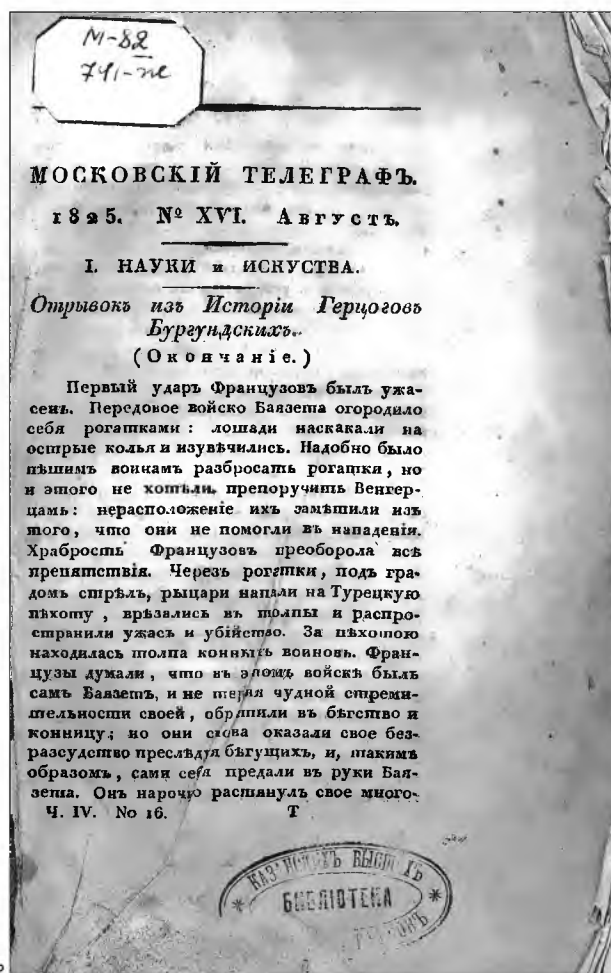 М-82
741-пе
МОСКОВСКІЙ ТЕЛЕГРАФЪ.
1825. № XVI. Августъ.
I. НАУКИ и ИСКУСТВА.
Отрывокъ изъ Исторіи Герцоговъ
Бургундскихъ.
(Окончаніе.)
Первый ударъ Французовъ былъ ужа-
сенъ. Передовое войско Баязета огородило
себя рогатками: лошади наскакали на
острые колья и изувѣчились. Надобно было
пѣшимъ воинамъ разбросать рогатки, но
и этого не хотѣли препоручить Венгер-
цамъ: нерасположеніе ихъ замѣтили изъ
того, что они не помогли въ нападеніи.
Храбрость Французовъ преоборола всѣ
препятствія. Черезъ рогатки, подъ гра-
домъ стрѣлъ, рыцари напали на Турецкую
пѣхоту, врѣзались въ толпы и распро-
странили ужасъ и убійство. За пѣхотою
находилась толпа конныхъ воиновъ. Фран-
цузы думали, что въ этомъ войскѣ былъ
самъ Баязетъ, и не теряя чудной стреми-
тельности своей, обратили въ бѣгство и
конницу; но они снова оказали свое без-
разсудство преслѣдуя бѣгущихъ, и, такимъ
образомъ, сами себя предали въ руки Бая-
зета. Онъ нарочно растянулъ свое много-
Ч. IV. No 16. Т
БИБЛІОТЕКА